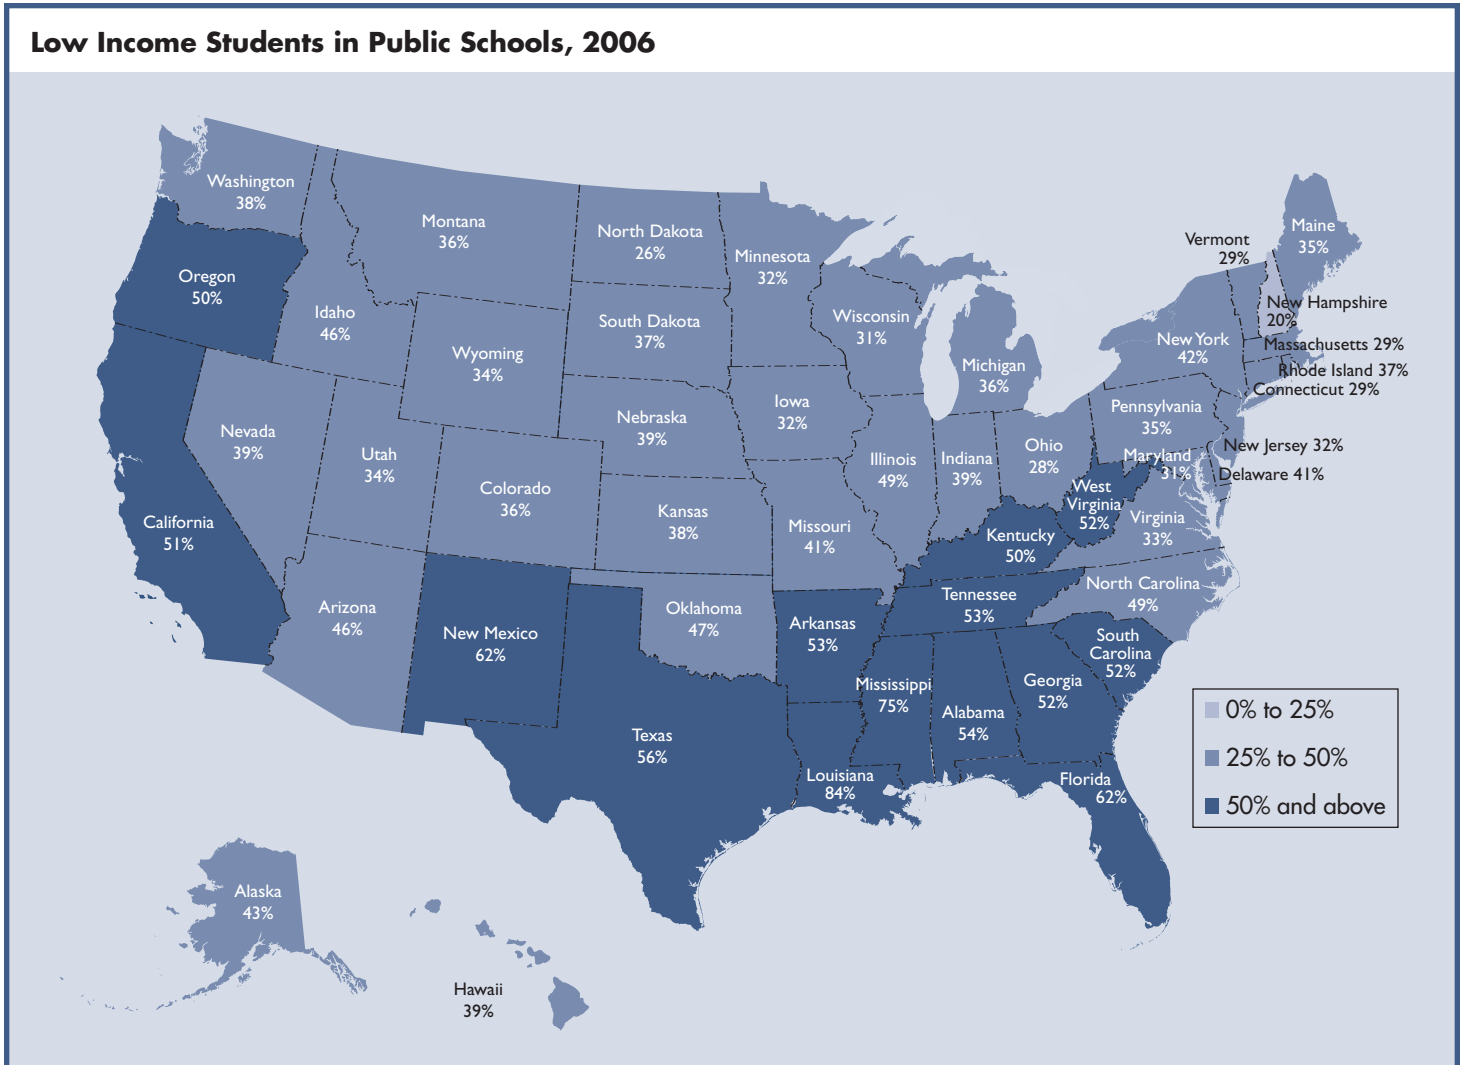 Low Income Students in Public Schools, 2006
Washington
38%
Oregon
50%
California
51%
Idaho
46%
Nevada
39%
Montana
36%
Wyoming
34%
Utah
34%
Colorado
36%
Arizona
46%
New Mexico
62%
North Dakota
26%
South Dakota
37%
Nebraska
39%
Kansas
38%
Oklahoma
47%
Texas
56%
Minnesota
32%
Iowa
32%
Missouri
41%
Arkansas
53%
Louisiana
84%
Wisconsin
31%
Illinois
49%
Michigan
36%
Indiana
39%
Ohio
28%
Kentucky
50%
Tennessee
53%
Mississippi
75%
Alabama
54%
Georgia
52%
Florida
62%
South
Carolina
52%
North Carolina
49%
Virginia
33%
West
Virginia
52%
Maryland
31%
Delaware 41%
New Jersey 32%
Pennsylvania
35%
New York
42%
Connecticut 29%
Rhode Island 37%
Massachusetts 29%
New Hampshire
20%
Vermont
29%
Maine
35%
Alaska
43%
Hawaii
39%
0% to 25%
25% to 50%
50% and above